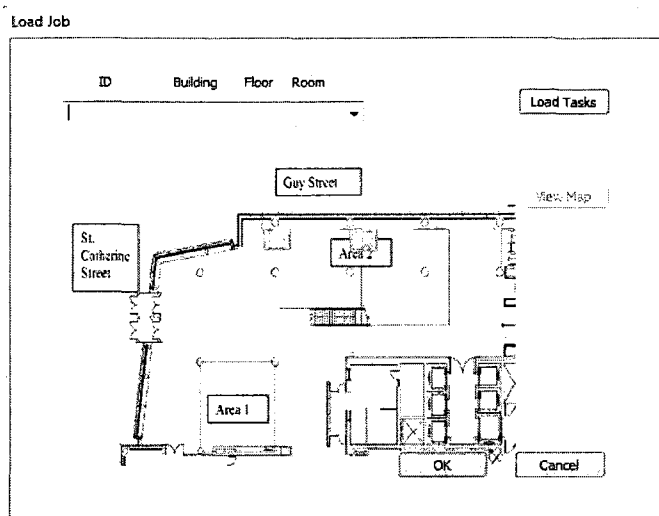 Load Job
ID Building Floor Room
Load Tasks
Guy Street
View Map
St.
Catherine
Street
Area 2
Area 1
OK Cancel